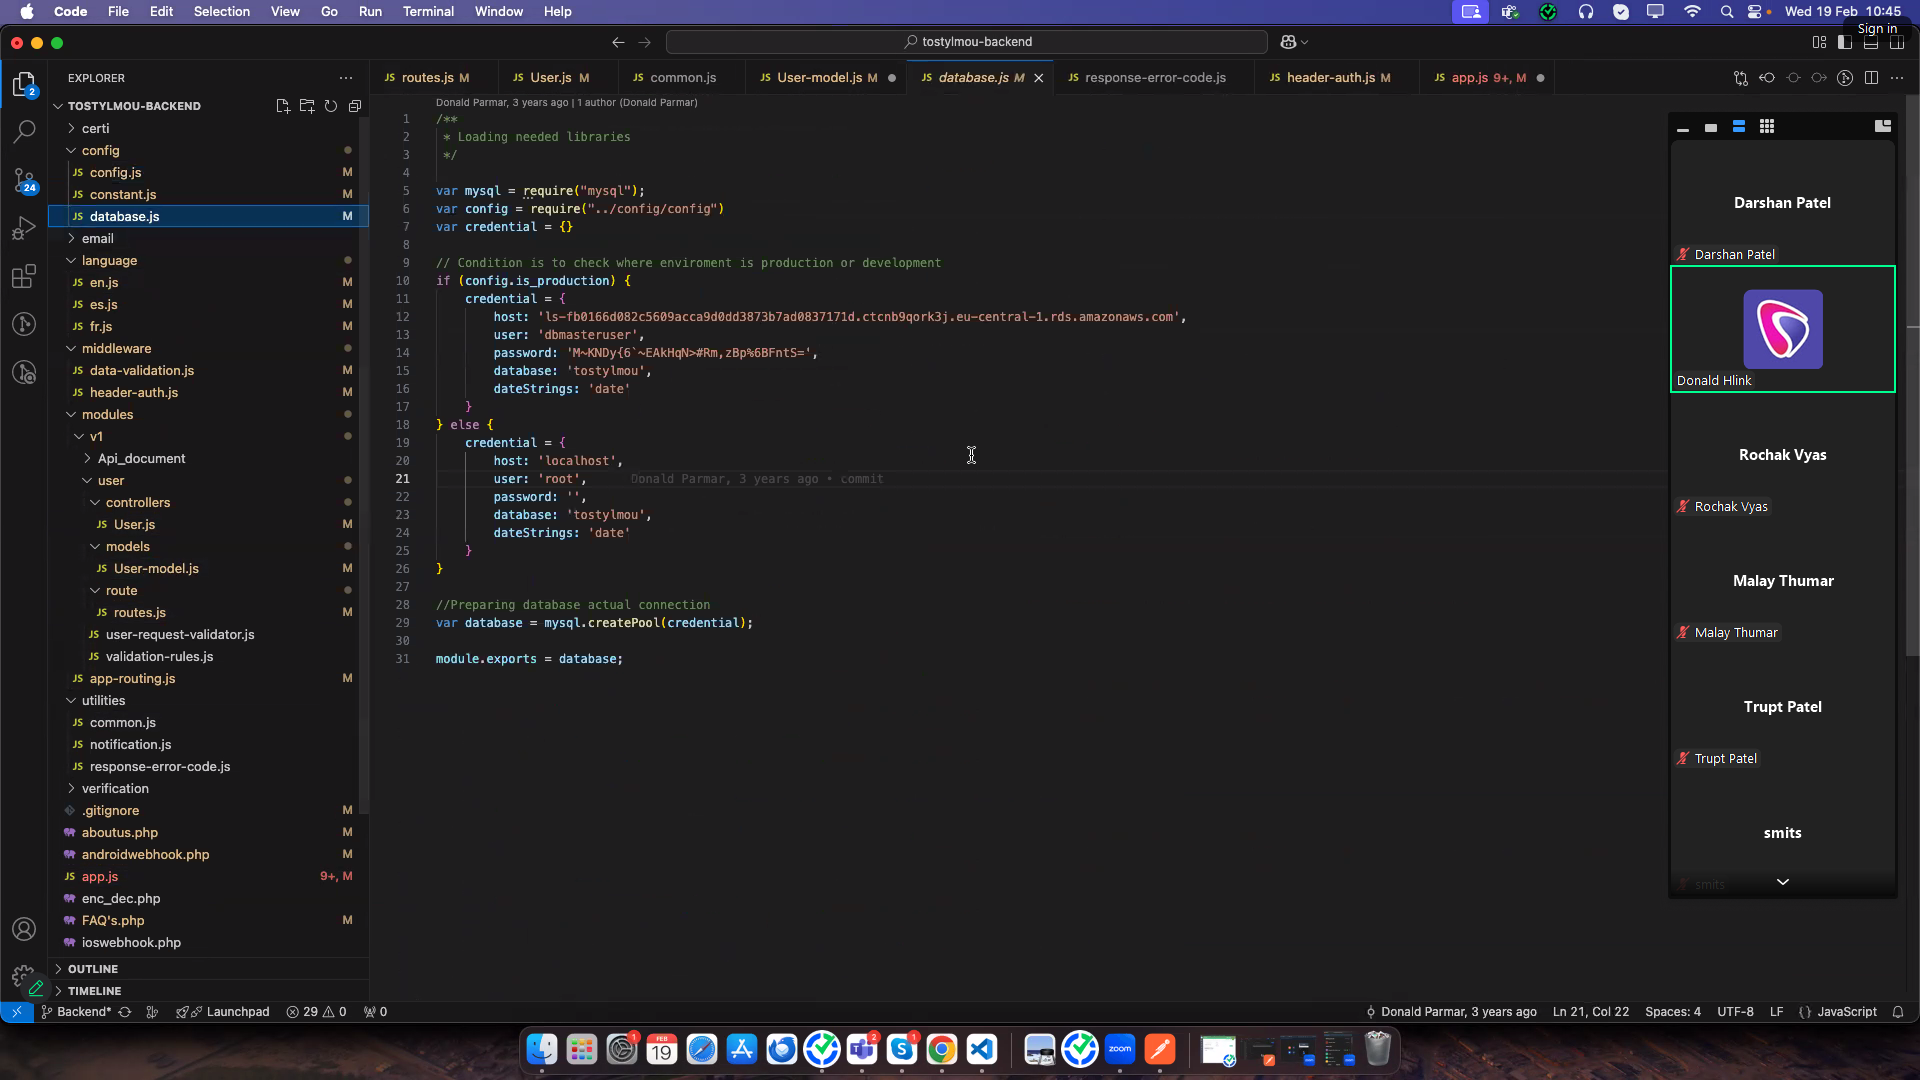 Code File Edit Selection View Go Run Terminal Window Help
Wed 19 Feb 10:45
Sign in
tostylmou-backend
EXPLORER
routes.js M
User.js M
common.js
User-model.js M
database.js M
response-error-code.js
header-auth.js M
app.js 9+, M
TOSTYLMOU-BACKEND
certi
config
config.js M
constant.js M
database.js M
email
language
en.js M
es.js M
fr.js M
middleware
data-validation.js M
header-auth.js M
modules
v1
Api_document
user
controllers
User.js M
models
User-model.js M
route
routes.js M
user-request-validator.js
validation-rules.js
app-routing.js M
utilities
common.js
notification.js
response-error-code.js
verification
.gitignore M
aboutus.php M
androidwebhook.php M
app.js 9+, M
enc_dec.php
FAQ's.php M
ioswebhook.php
OUTLINE
TIMELINE
2
24
Donald Parmar, 3 years ago | 1 author (Donald Parmar)
1 /**
2 * Loading needed libraries
3 */
4
5 var mysql = require("mysql");
6 var config = require("../config/config")
7 var credential = {}
8
9 // Condition is to check where enviroment is production or development
10 if (config.is_production) {
11 credential = {
12 host: 'ls-fb0166d082c5609acca9d0dd3873b7ad0837171d.ctcnb9qork3j.eu-central-1.rds.amazonaws.com',
13 user: 'dbmasteruser',
14 password: 'M~KNDy{6`~EAkHqN>#Rm,zBp%6BFntS=',
15 database: 'tostylmou',
16 dateStrings: 'date'
17 }
18 } else {
19 credential = {
20 host: 'localhost',
21 user: 'root', Donald Parmar, 3 years ago • commit
22 password: '',
23 database: 'tostylmou',
24 dateStrings: 'date'
25 }
26 }
27
28 //Preparing database actual connection
29 var database = mysql.createPool(credential);
30
31 module.exports = database;
Darshan Patel
Darshan Patel
Donald Hlink
Rochak Vyas
Rochak Vyas
Malay Thumar
Malay Thumar
Trupt Patel
Trupt Patel
smits
smits
Backend*
Launchpad
29
0
0
Donald Parmar, 3 years ago
Ln 21, Col 22
Spaces: 4
UTF-8
LF
{} JavaScript
1
FEB
19
2
1
zoom